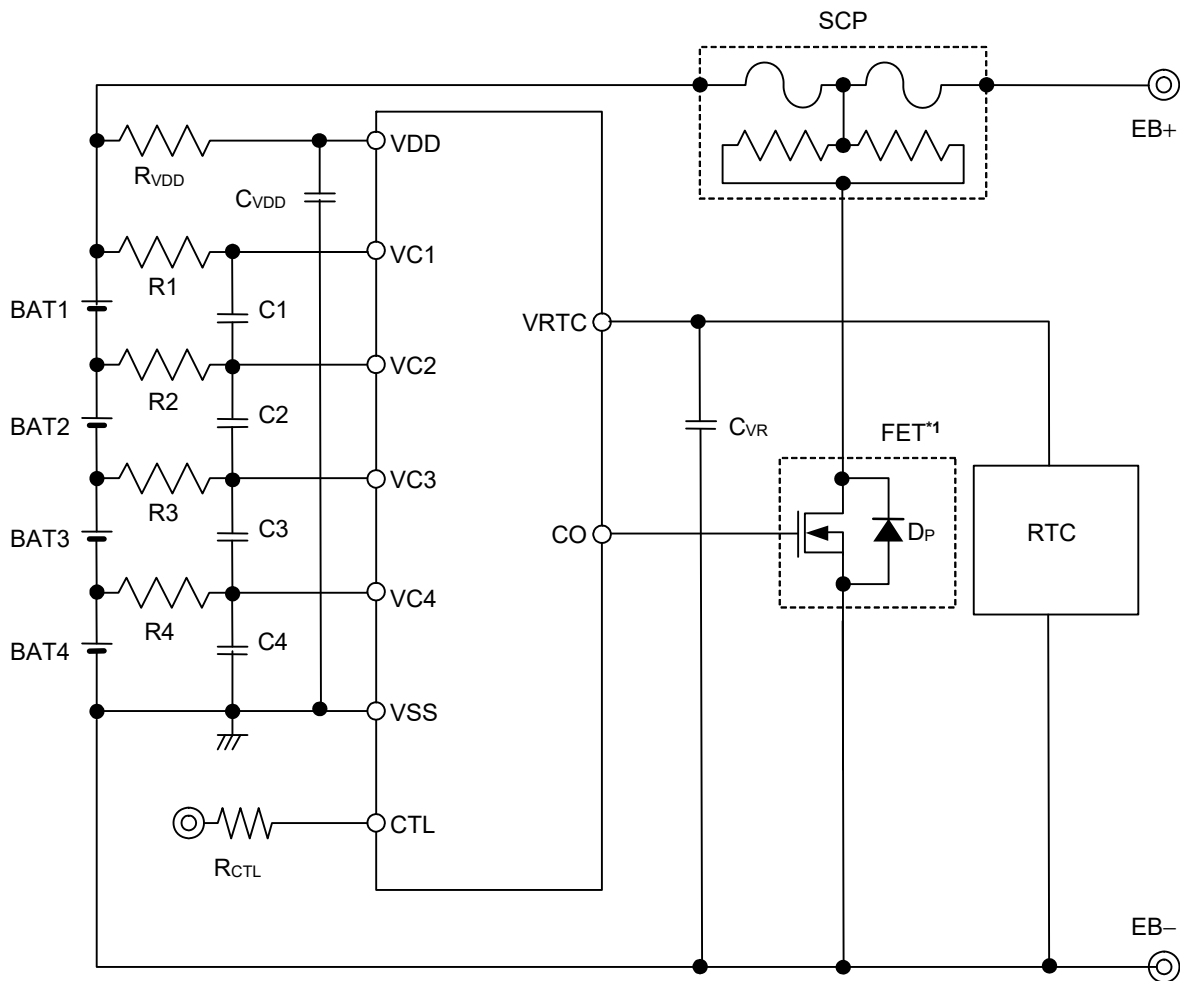 SCP
EB+
VDD
RVDD
CVDD
VC1
R1
BAT1
C1
VRTC
VC2
R2
C2
BAT2
CVR
FET*1
VC3
R3
C3
BAT3
CO
DP
RTC
VC4
R4
C4
BAT4
VSS
CTL
RCTL
EB−